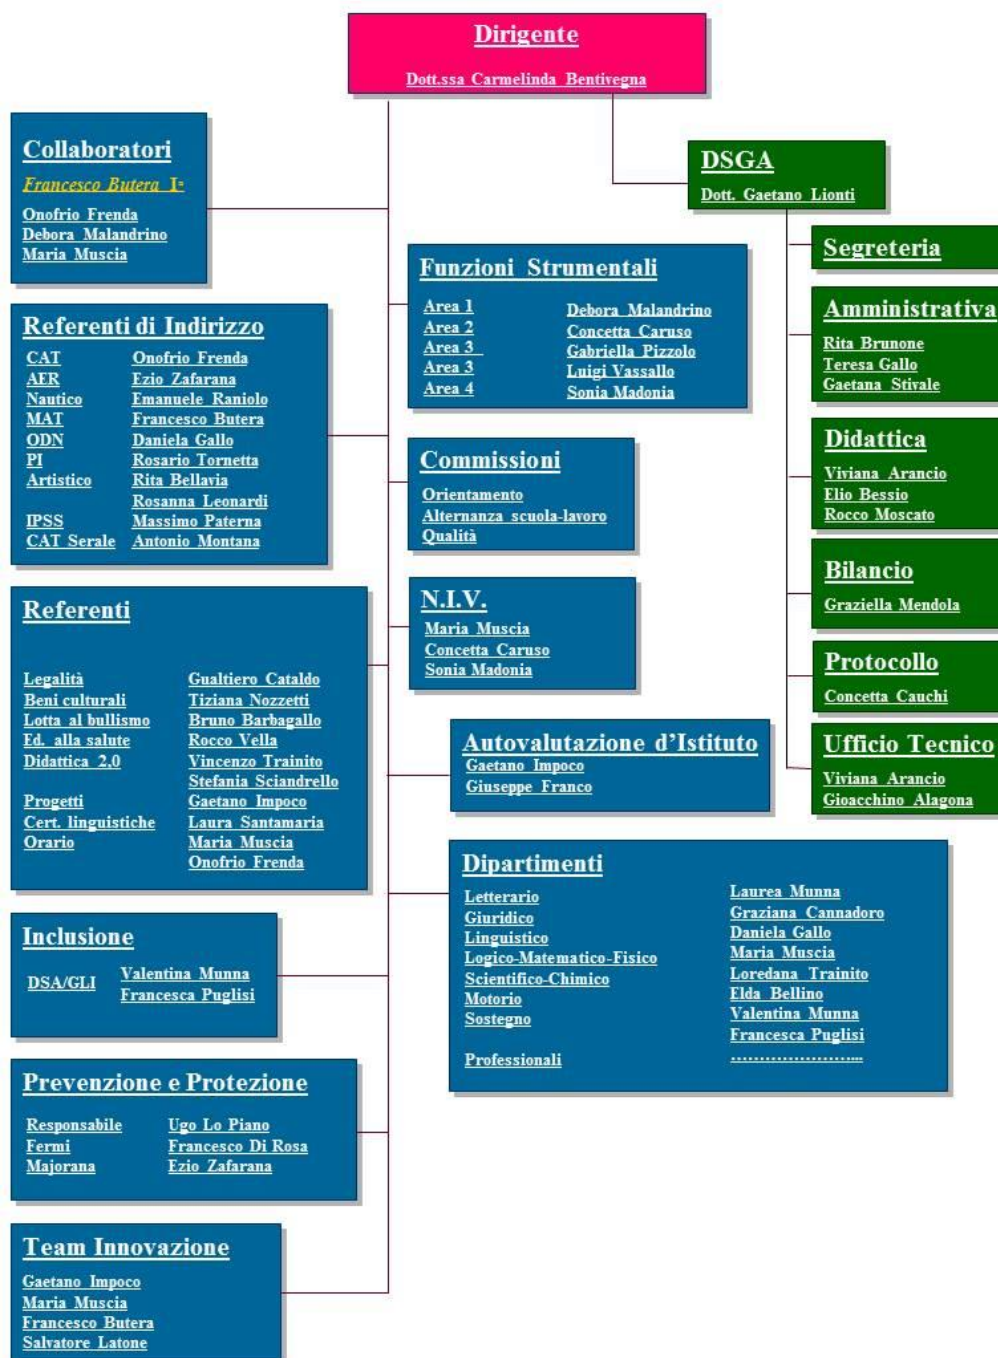 Dirigente
Dott.ssa Carmelinda Bentivegna
Collaboratori
Francesco Butera I°
Onofrio Frenda
Debora Malandrino
Maria Muscia
DSGA
Dott. Gaetano Lionti
Segreteria
Funzioni Strumentali
Area 1 Debora Malandrino
Area 2 Concetta Caruso
Area 3 Gabriella Pizzolo
Area 3 Luigi Vassallo
Area 4 Sonia Madonia
Amministrativa
Rita Brunone
Teresa Gallo
Gaetana Stivale
Referenti di Indirizzo
CAT Onofrio Frenda
AER Ezio Zafarana
Nautico Emanuele Raniolo
MAT Francesco Butera
ODN Daniela Gallo
PI Rosario Tornetta
Artistico Rita Bellavia
Rosanna Leonardi
IPSS Massimo Paterna
CAT Serale Antonio Montana
Didattica
Viviana Arancio
Elio Bessio
Rocco Moscato
Commissioni
Orientamento
Alternanza scuola-lavoro
Qualità
Bilancio
Graziella Mendola
N.I.V.
Maria Muscia
Concetta Caruso
Sonia Madonia
Referenti
Legalità Gualtiero Cataldo
Beni culturali Tiziana Nozzetti
Lotta al bullismo Bruno Barbagallo
Ed. alla salute Rocco Vella
Didattica 2,0 Vincenzo Trainito
Stefania Sciandrello
Progetti Gaetano Impoco
Cert. linguistiche Laura Santamaria
Orario Maria Muscia
Onofrio Frenda
Protocollo
Concetta Cauchi
Autovalutazione d'Istituto
Gaetano Impoco
Giuseppe Franco
Ufficio Tecnico
Viviana Arancio
Gioacchino Alagona
Dipartimenti
Letterario Laurea Munna
Giuridico Graziana Cannadoro
Linguistico Daniela Gallo
Logico-Matematico-Fisico Maria Muscia
Scientifico-Chimico Loredana Trainito
Motorio Elda Bellino
Sostegno Valentina Munna
Francesca Puglisi
Professionali ........................
Inclusione
DSA/GLI Valentina Munna
Francesca Puglisi
Prevenzione e Protezione
Responsabile Ugo Lo Piano
Fermi Francesco Di Rosa
Majorana Ezio Zafarana
Team Innovazione
Gaetano Impoco
Maria Muscia
Francesco Butera
Salvatore Latone